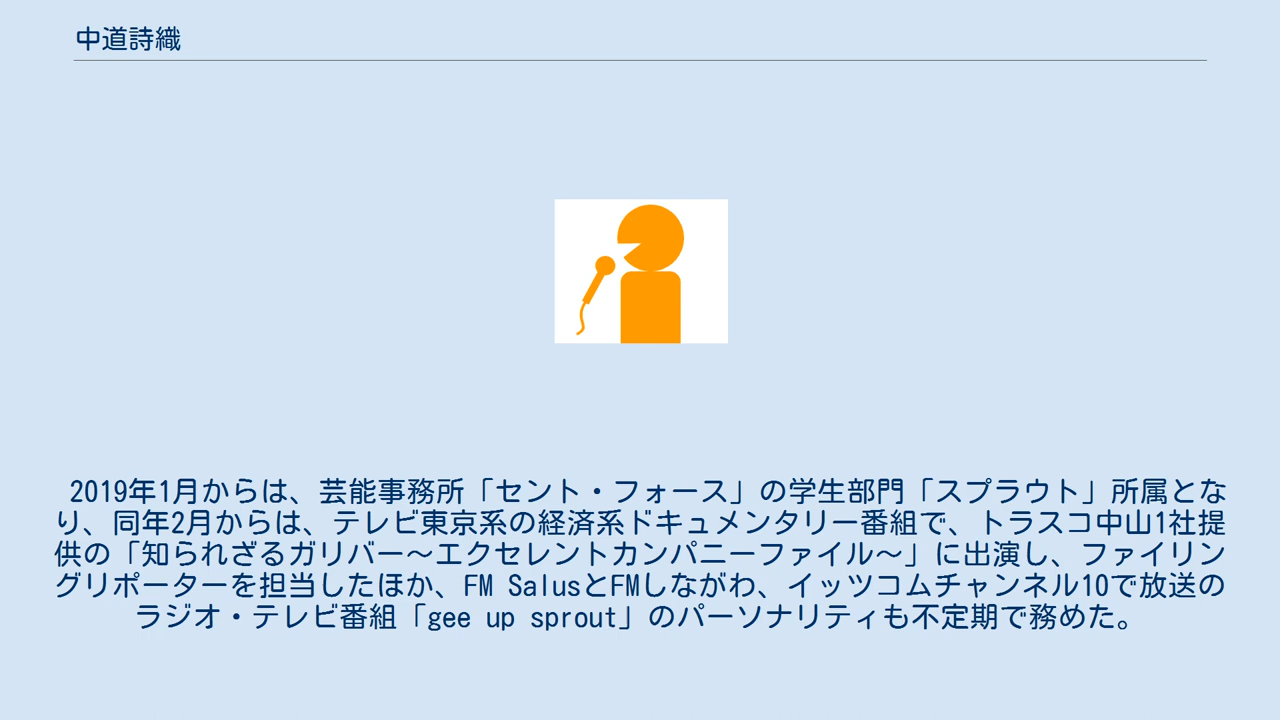 中道詩織
2019年1月からは、芸能事務所「セント・フォース」の学生部門「スプラウト」所属とな
り、同年2月からは、テレビ東京系の経済系ドキュメンタリー番組で、トラスコ中山1社提
供の「知られざるガリバー〜エクセレントカンパニーファイル〜」に出演し、ファイリン
グリポーターを担当したほか、FM SalusとFMしながわ、イッツコムチャンネル10で放送の
ラジオ・テレビ番組「gee up sprout」のパーソナリティも不定期で務めた。